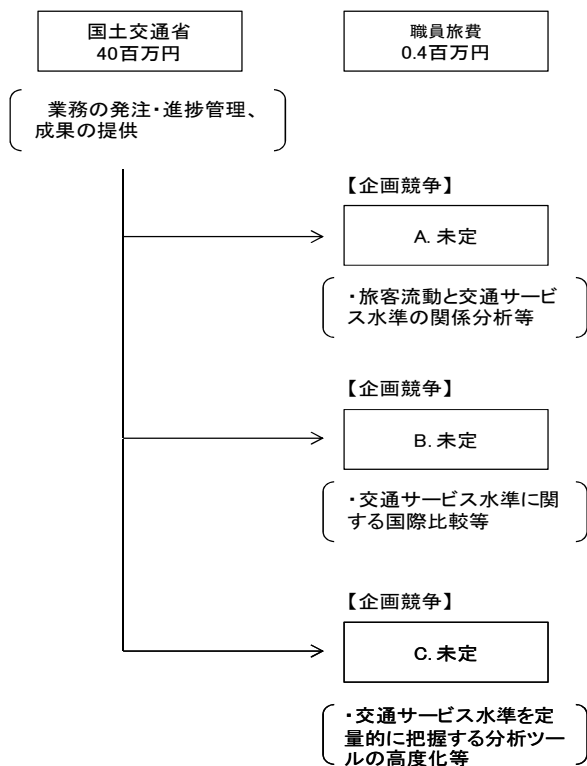 国土交通省
40百万円
職員旅費
0.4百万円
業務の発注・進捗管理、
成果の提供
【企画競争】
A. 未定
・旅客流動と交通サービ
ス水準の関係分析等
【企画競争】
B. 未定
・交通サービス水準に関
する国際比較等
【企画競争】
C. 未定
・交通サービス水準を定
量的に把握する分析ツー
ルの高度化等